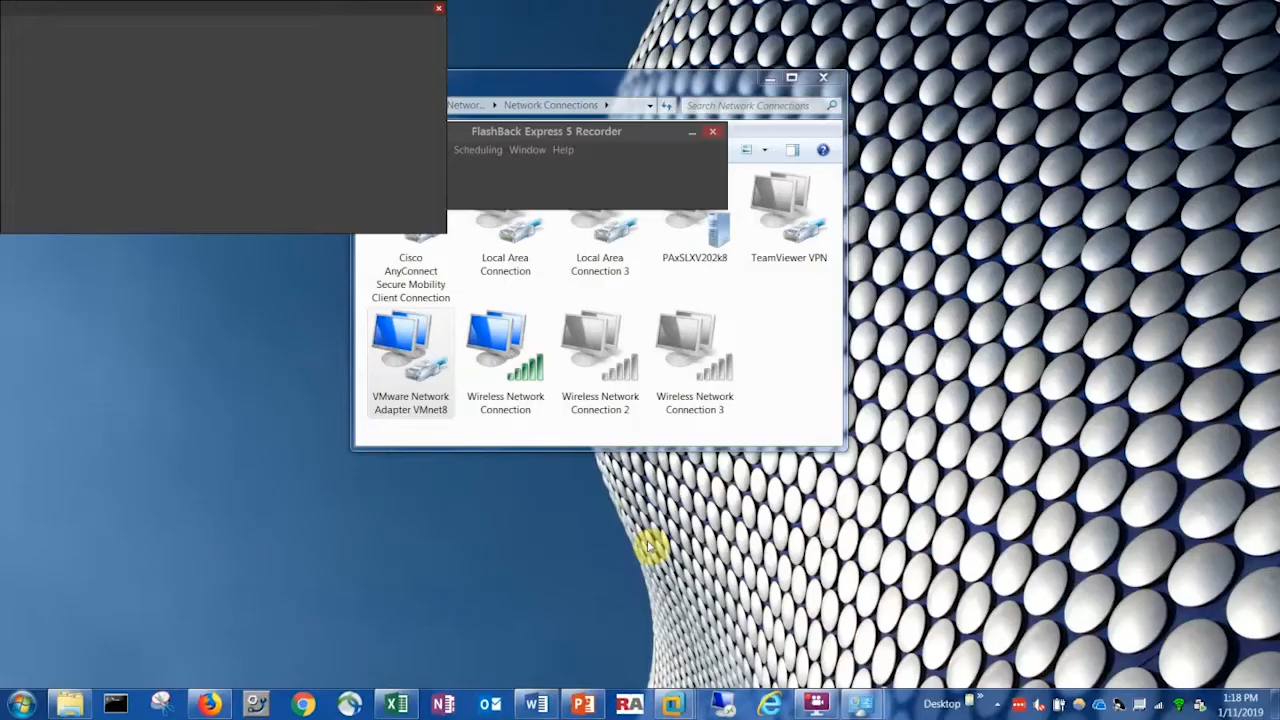 Networ...
Network Connections
Search Network Connections
FlashBack Express 5 Recorder
Scheduling Window Help
Cisco
AnyConnect
Secure Mobility
Client Connection
Local Area
Connection
Local Area
Connection 3
PAxSLXV202k8
TeamViewer VPN
VMware Network
Adapter VMnet8
Wireless Network
Connection
Wireless Network
Connection 2
Wireless Network
Connection 3
RA
Desktop
1:18 PM
1/11/2019